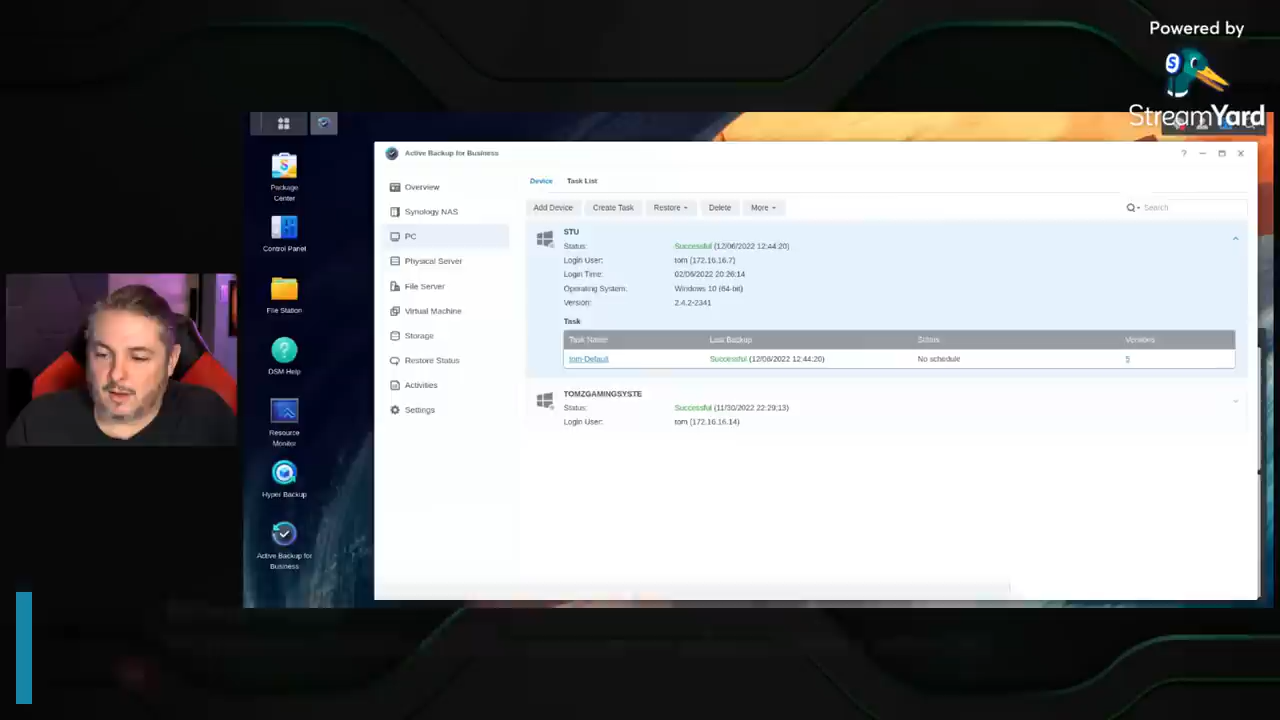 Powered by
StreamYard
Package
Center
Control Panel
File Station
DSM Help
Resource
Monitor
Hyper Backup
Active Backup for
Business
Active Backup for Business
Overview
Synology NAS
PC
Physical Server
File Server
Virtual Machine
Storage
Restore Status
Activities
Settings
Device Task List
Add Device Create Task Restore Delete More Search
STU
Status: Successful (12/06/2022 12:44:20)
Login User: tom (172.16.16.7)
Login Time: 02/06/2022 20:26:14
Operating System: Windows 10 (64-bit)
Version: 2.4.2-2341
Task
Task Name Last Backup Status Versions
tom-Default Successful (12/06/2022 12:44:20) No schedule 5
TOMZGAMINGSYSTE
Status: Successful (11/30/2022 22:29:13)
Login User: tom (172.16.16.14)